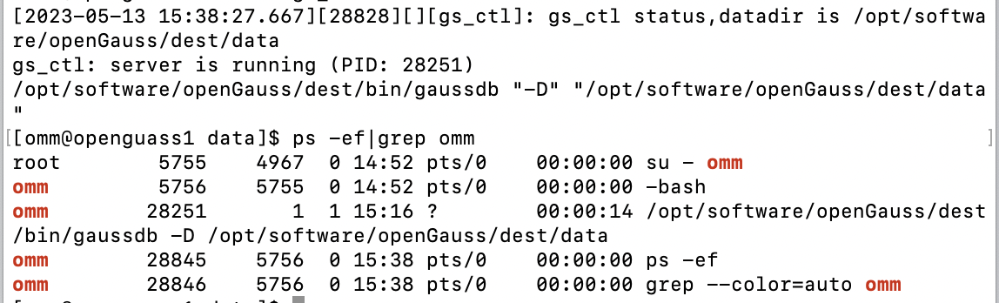 [2023-05-13 15:38:27.667][28828][][gs_ctl]: gs_ctl status,datadir is /opt/softwa
re/openGauss/dest/data
gs_ctl: server is running (PID: 28251)
/opt/software/openGauss/dest/bin/gaussdb "-D" "/opt/software/openGauss/dest/data
"
[[omm@openguass1 data]$ ps -ef|grep omm ]
root 5755 4967 0 14:52 pts/0 00:00:00 su - omm
omm 5756 5755 0 14:52 pts/0 00:00:00 -bash
omm 28251 1 1 15:16 ? 00:00:14 /opt/software/openGauss/dest
/bin/gaussdb -D /opt/software/openGauss/dest/data
omm 28845 5756 0 15:38 pts/0 00:00:00 ps -ef
omm 28846 5756 0 15:38 pts/0 00:00:00 grep --color=auto omm